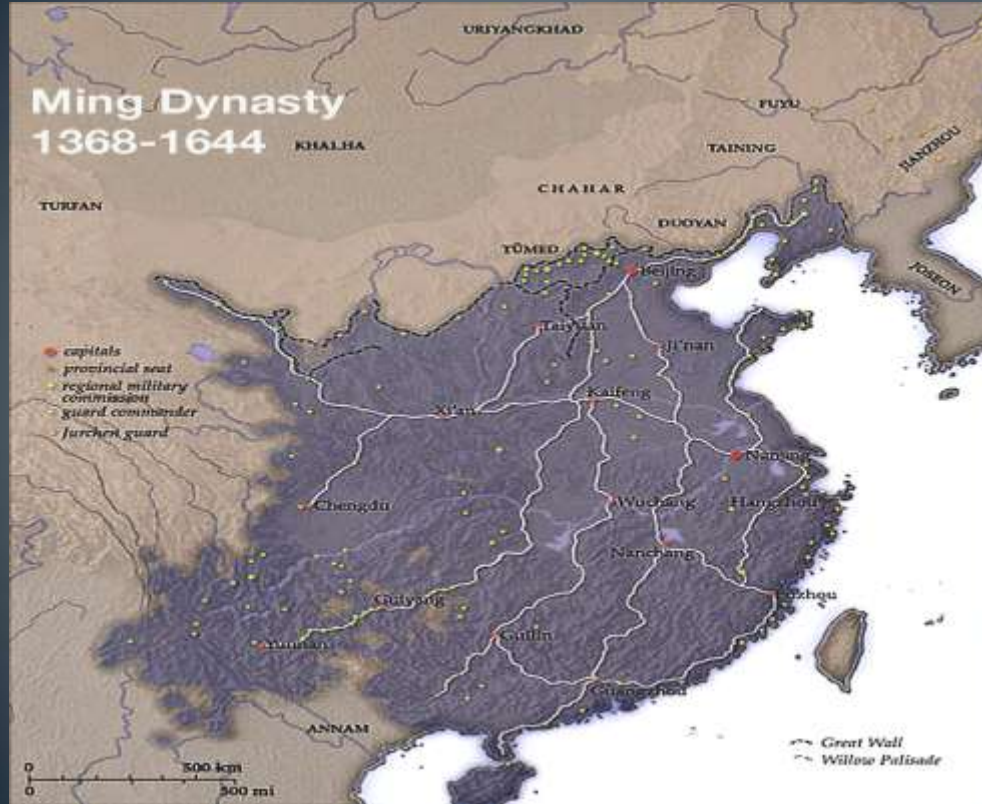 Ming Dynasty
1368-1644
URIYANGKHAD
FUYU
KHALHA
TAINING
JIANZHOU
CHAHAR
TURFAN
DUOYAN
TÜMED
Beijing
JOSEON
Taiyuan
Ji'nan
capitals
provincial seat
regional military
commission
guard commander
Jurchen guard
Kaifeng
Xi'an
Nanjing
Chengdu
Wuchang
Hangzhou
Nanchang
Guiyang
Fuzhou
Guilin
Yunnan
Guangzhou
ANNAM
Great Wall
Willow Palisade
0 500 km
0 500 mi